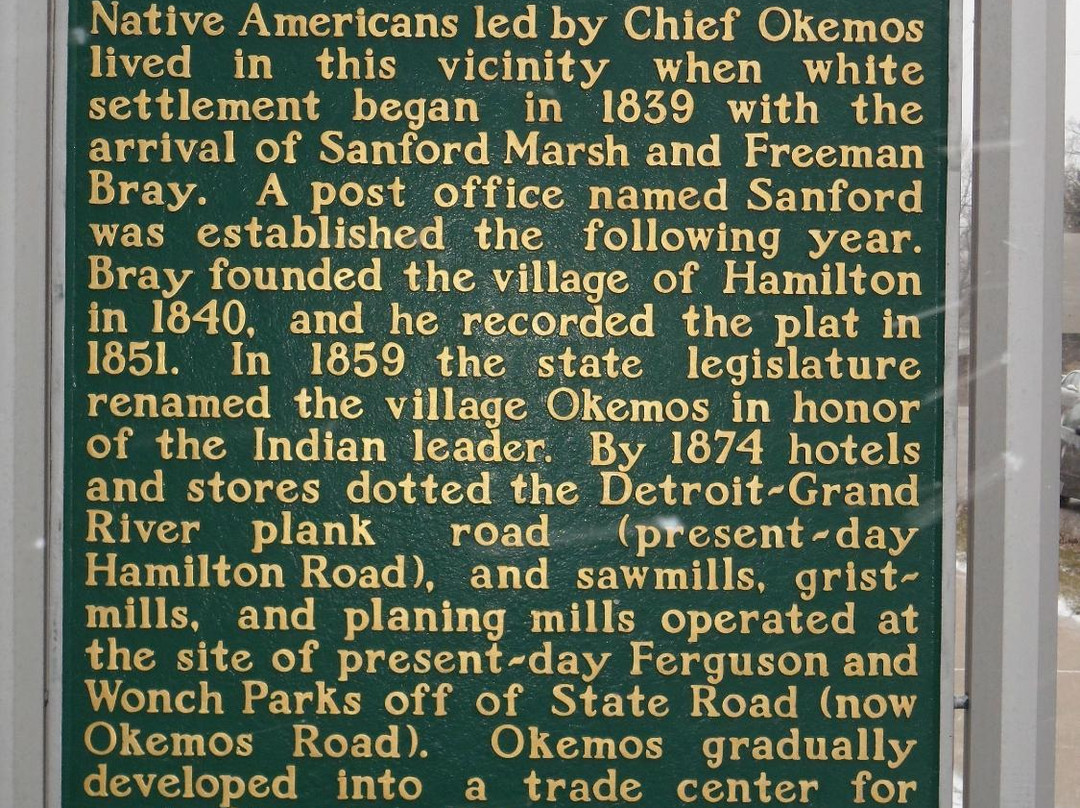 Native Americans led by Chief Okemos
lived in this vicinity when white
settlement began in 1839 with the
arrival of Sanford Marsh and Freeman
Bray. A post office named Sanford
was established the following year.
Bray founded the village of Hamilton
in 1840, and he recorded the plat in
1851. In 1859 the state legislature
renamed the village Okemos in honor
of the Indian leader. By 1874 hotels
and stores dotted the Detroit-Grand
River plank road (present-day
Hamilton Road), and sawmills, grist-
mills, and planing mills operated at
the site of present-day Ferguson and
Wonch Parks off of State Road (now
Okemos Road). Okemos gradually
developed into a trade center for